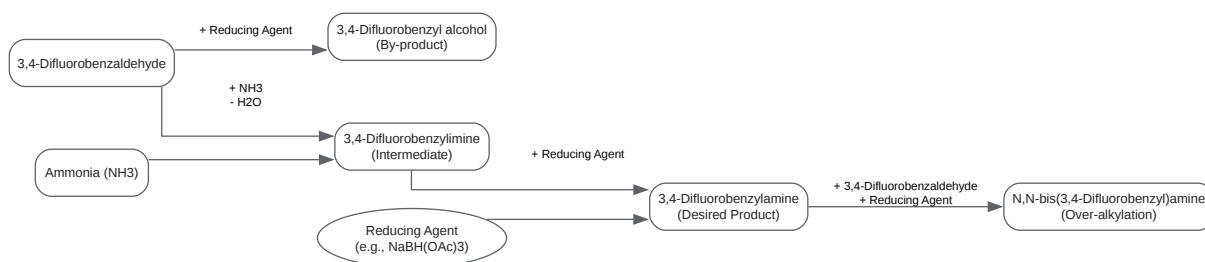 3,4-Difluorobenzaldehyde
+ Reducing Agent
3,4-Difluorobenzyl alcohol
(By-product)
+ NH3
- H2O
Ammonia (NH3)
3,4-Difluorobenzylimine
(Intermediate)
+ Reducing Agent
Reducing Agent
(e.g., NaBH(OAc)3)
3,4-Difluorobenzylamine
(Desired Product)
+ 3,4-Difluorobenzaldehyde
+ Reducing Agent
N,N-bis(3,4-Difluorobenzyl)amine
(Over-alkylation)